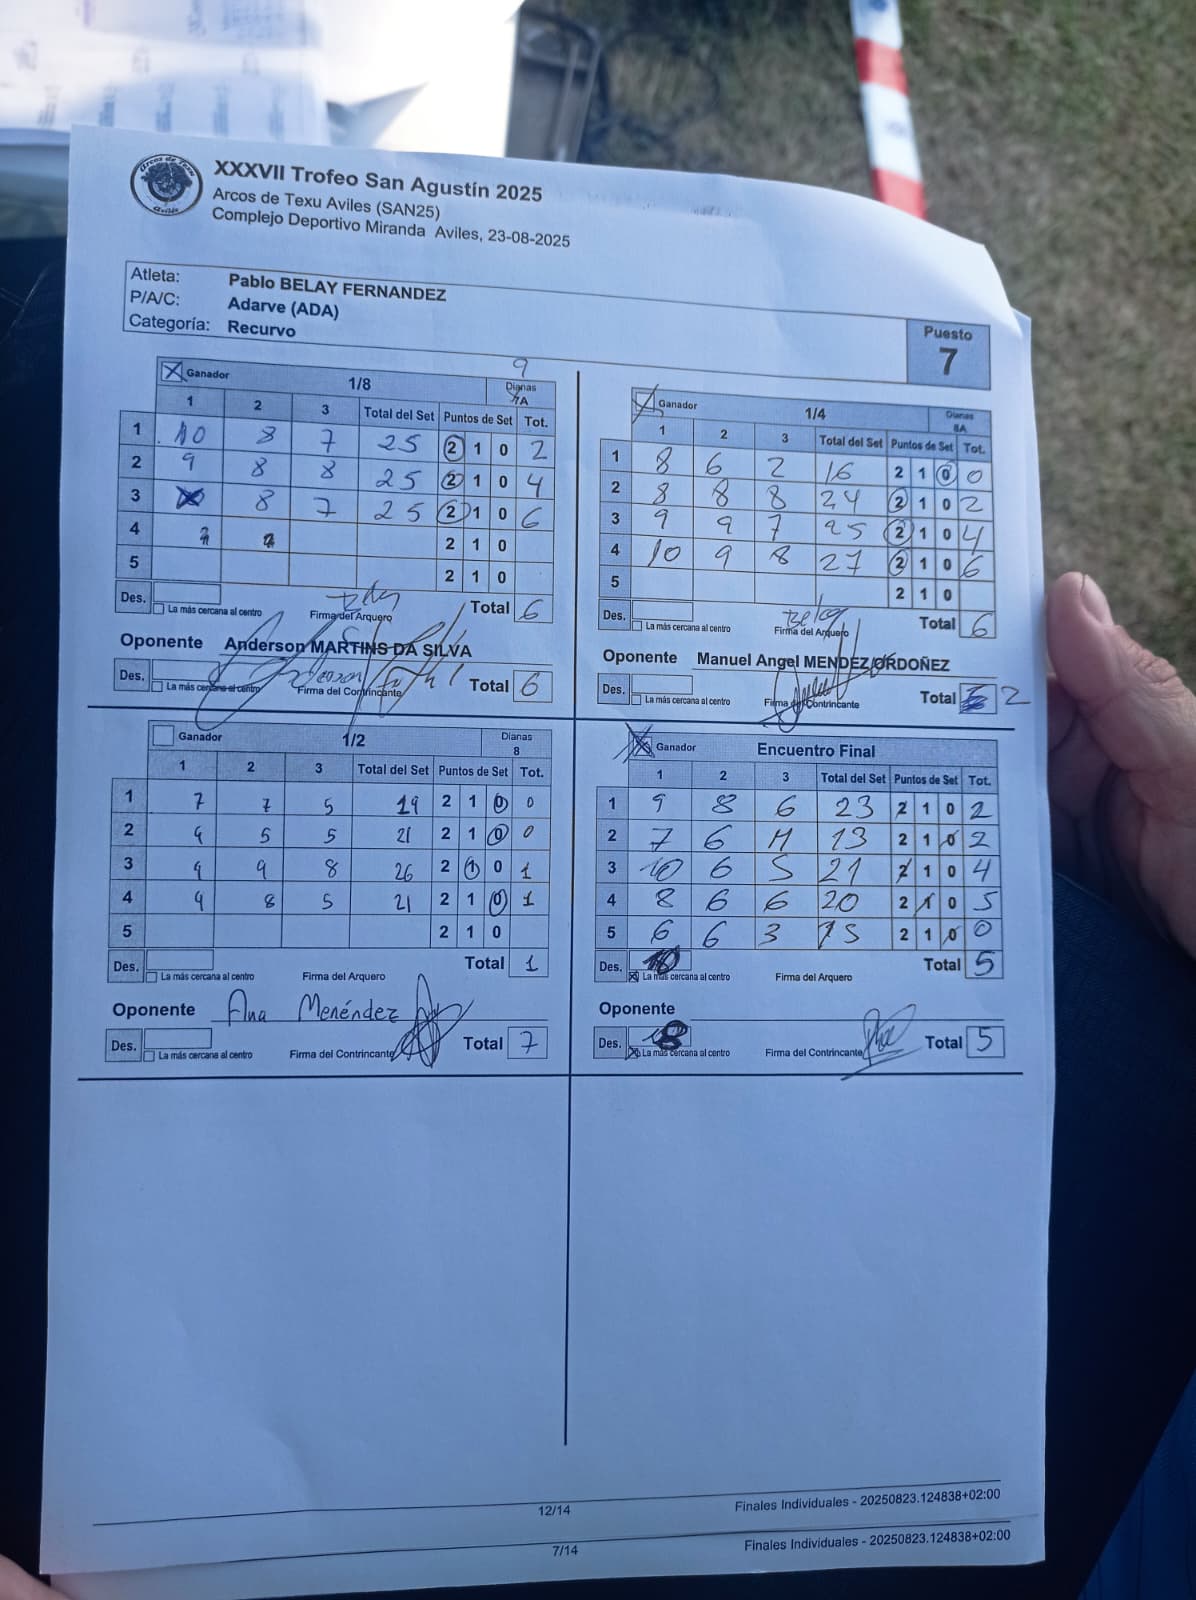 XXXVII Trofeo San Agustín 2025
Arcos de Texu Aviles (SAN25)
Complejo Deportivo Miranda Aviles, 23-08-2025
Atleta: Pablo BELAY FERNANDEZ
P/A/C: Adarve (ADA)
Categoría: Recurvo
Puesto
7
9
Ganador 1/8 Dianas
1 2 3 Total del Set Puntos de Set Tot.
1 10 8 7 25 2 1 0 2
2 9 8 8 25 2 1 0 4
3 8 7 25 2 1 0 6
4 2 1 0
5 2 1 0
Des. La más cercana al centro Firma del Arquero Total 6
Oponente Anderson MARTINS DA SILVA
Des. La más cercana al centro Firma del Contrincante Total 6
Ganador 1/4 Dianas
8A
1 2 3 Total del Set Puntos de Set Tot.
1 8 6 2 16 2 1 0 0
2 8 8 8 24 2 1 0 2
3 9 9 7 25 2 1 0 4
4 10 9 8 27 2 1 0 6
5 2 1 0
Des. La más cercana al centro Belay Firma del Arquero Total 6
Oponente Manuel Angel MENDEZ ORDOÑEZ
Des. La más cercana al centro Firma del Contrincante Total 2
Ganador 1/2 Dianas
8
1 2 3 Total del Set Puntos de Set Tot.
1 7 7 5 19 2 1 0 0
2 9 5 5 21 2 1 0 0
3 9 9 8 26 2 1 0 1
4 9 8 5 21 2 1 0 1
5 2 1 0
Des. La más cercana al centro Firma del Arquero Total 1
Oponente Ana Menéndez
Des. La más cercana al centro Firma del Contrincante Total 7
Ganador Encuentro Final
1 2 3 Total del Set Puntos de Set Tot.
1 9 8 6 23 2 1 0 2
2 7 6 M 13 2 1 0 2
3 10 6 5 21 2 1 0 4
4 8 6 6 20 2 1 0 5
5 6 6 3 15 2 1 0 0
Des. La más cercana al centro Firma del Arquero Total 5
Oponente
Des. La más cercana al centro Firma del Contrincante Total 5
12/14 Finales Individuales - 20250823.124838+02:00
7/14 Finales Individuales - 20250823.124838+02:00